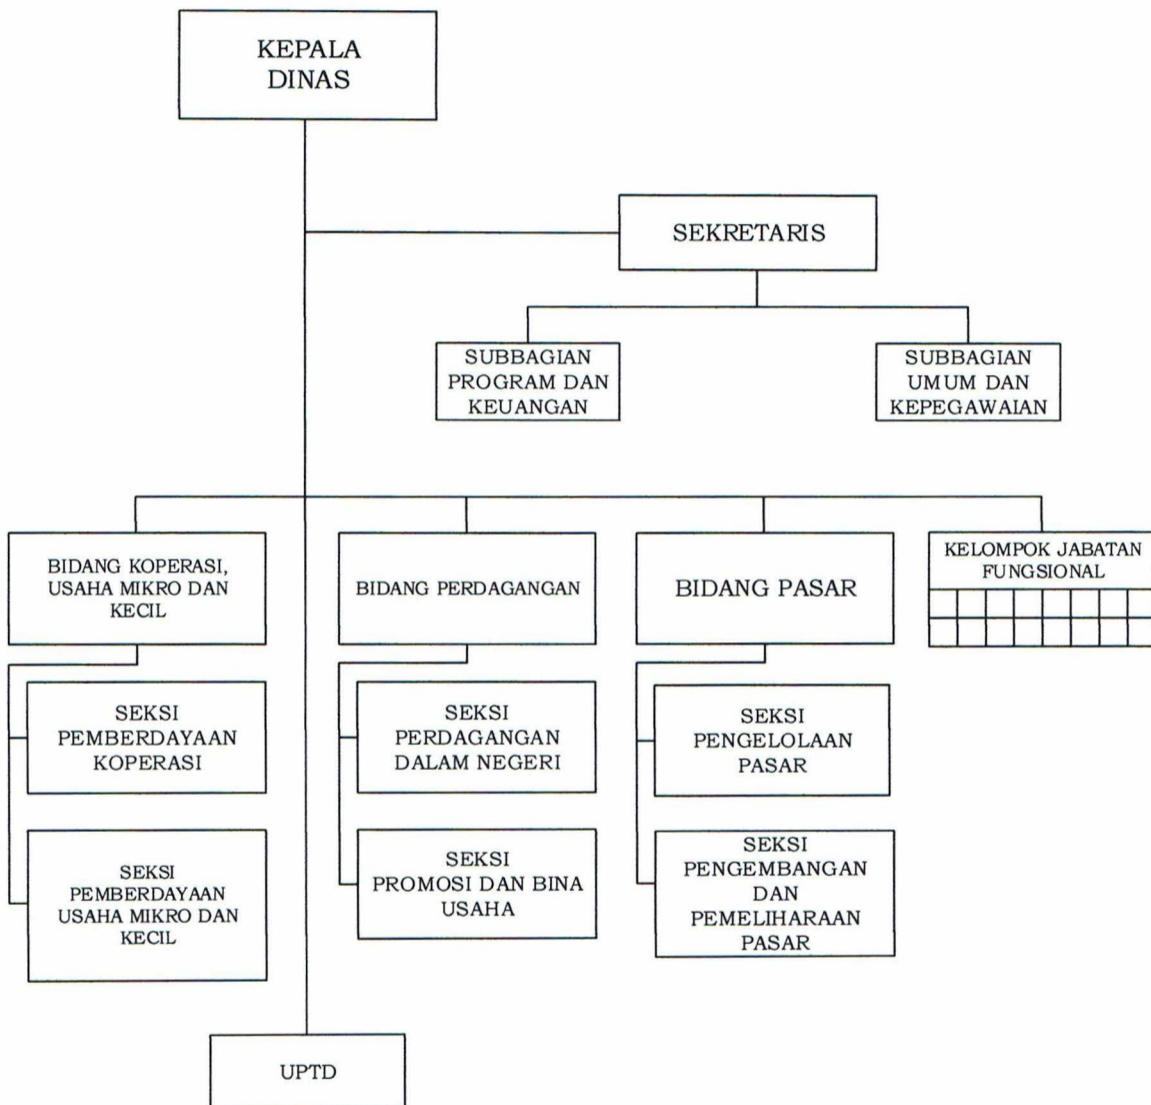 KEPALA
DINAS
SEKRETARIS
SUBBAGIAN
PROGRAM DAN
KEUANGAN
SUBBAGIAN
UMUM DAN
KEPEGAWAIAN
BIDANG KOPERASI,
USAHA MIKRO DAN
KECIL
BIDANG PERDAGANGAN
BIDANG PASAR
KELOMPOK JABATAN
FUNGSIONAL
SEKSI
PEMBERDAYAAN
KOPERASI
SEKSI
PERDAGANGAN
DALAM NEGERI
SEKSI
PENGELOLAAN
PASAR
SEKSI
PEMBERDAYAAN
USAHA MIKRO DAN
KECIL
SEKSI
PROMOSI DAN BINA
USAHA
SEKSI
PENGEMBANGAN
DAN
PEMELIHARAAN
PASAR
UPTD